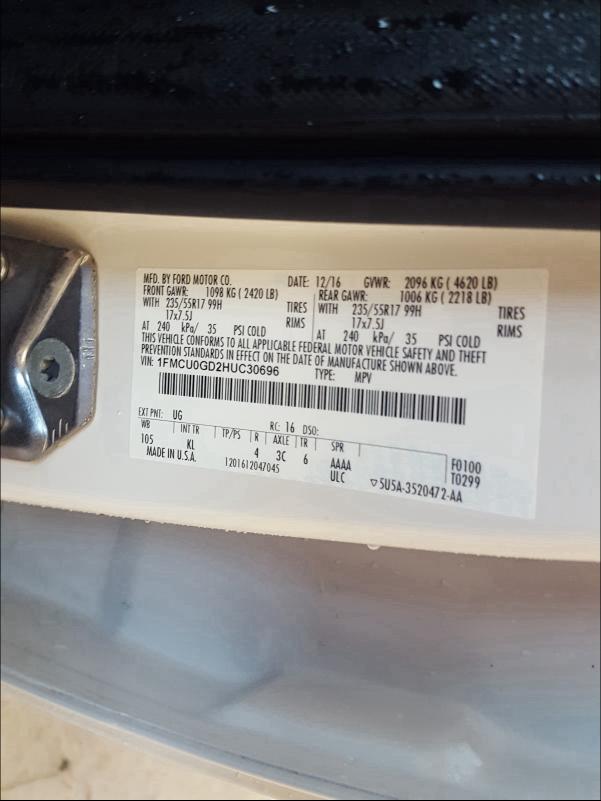 MFD. BY FORD MOTOR CO. DATE: 12/16 GVWR: 2096 KG ( 4620 LB)
FRONT GAWR: 1098 KG ( 2420 LB) REAR GAWR: 1006 KG ( 2218 LB)
WITH 235/55R17 99H TIRES WITH 235/55R17 99H TIRES
17x7.5J RIMS 17x7.5J RIMS
AT 240 kPa/ 35 PSI COLD AT 240 kPa/ 35 PSI COLD
THIS VEHICLE CONFORMS TO ALL APPLICABLE FEDERAL MOTOR VEHICLE SAFETY AND THEFT
PREVENTION STANDARDS IN EFFECT ON THE DATE OF MANUFACTURE SHOWN ABOVE.
VIN: 1FMCU0GD2HUC30696 TYPE: MPV
EXT PNT: UG RC: 16 DSO:
WB INT TR TP/PS R AXLE TR SPR
105 KL 4 3C 6 AAAA F0100
MADE IN U.S.A. 1201612047045 ULC T0299
▽5U5A-3520472-AA